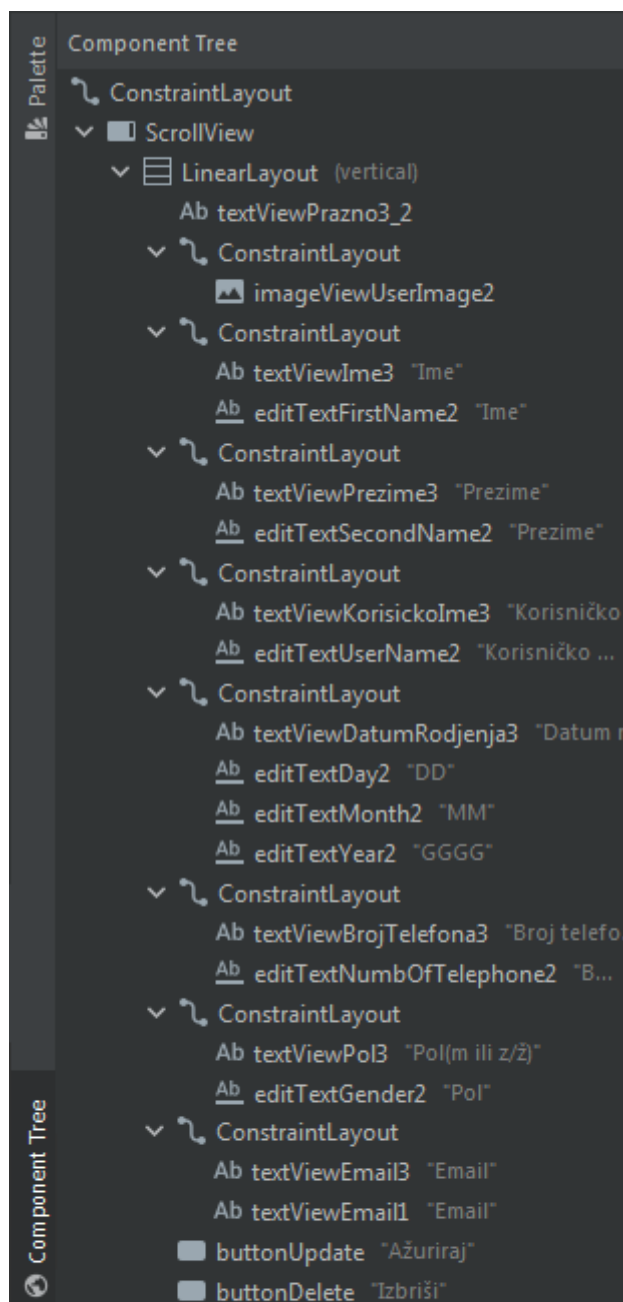 Palette
Component Tree
ConstraintLayout
ScrollView
LinearLayout (vertical)
Ab textViewPrazno3_2
ConstraintLayout
imageViewUserImage2
ConstraintLayout
Ab textViewIme3 "Ime"
Ab editTextFirstName2 "Ime"
ConstraintLayout
Ab textViewPrezime3 "Prezime"
Ab editTextSecondName2 "Prezime"
ConstraintLayout
Ab textViewKorisickoIme3 "Korisničko
Ab editTextUserName2 "Korisničko ...
ConstraintLayout
Ab textViewDatumRodjenja3 "Datum r
Ab editTextDay2 "DD"
Ab editTextMonth2 "MM"
Ab editTextYear2 "GGGG"
ConstraintLayout
Ab textViewBrojTelefona3 "Broj telefo
Ab editTextNumbOfTelephone2 "B...
ConstraintLayout
Ab textViewPol3 "Pol(m ili z/ž)"
Ab editTextGender2 "Pol"
ConstraintLayout
Ab textViewEmail3 "Email"
Ab textViewEmail1 "Email"
buttonUpdate "Ažuriraj"
buttonDelete "Izbriši"
Component Tree